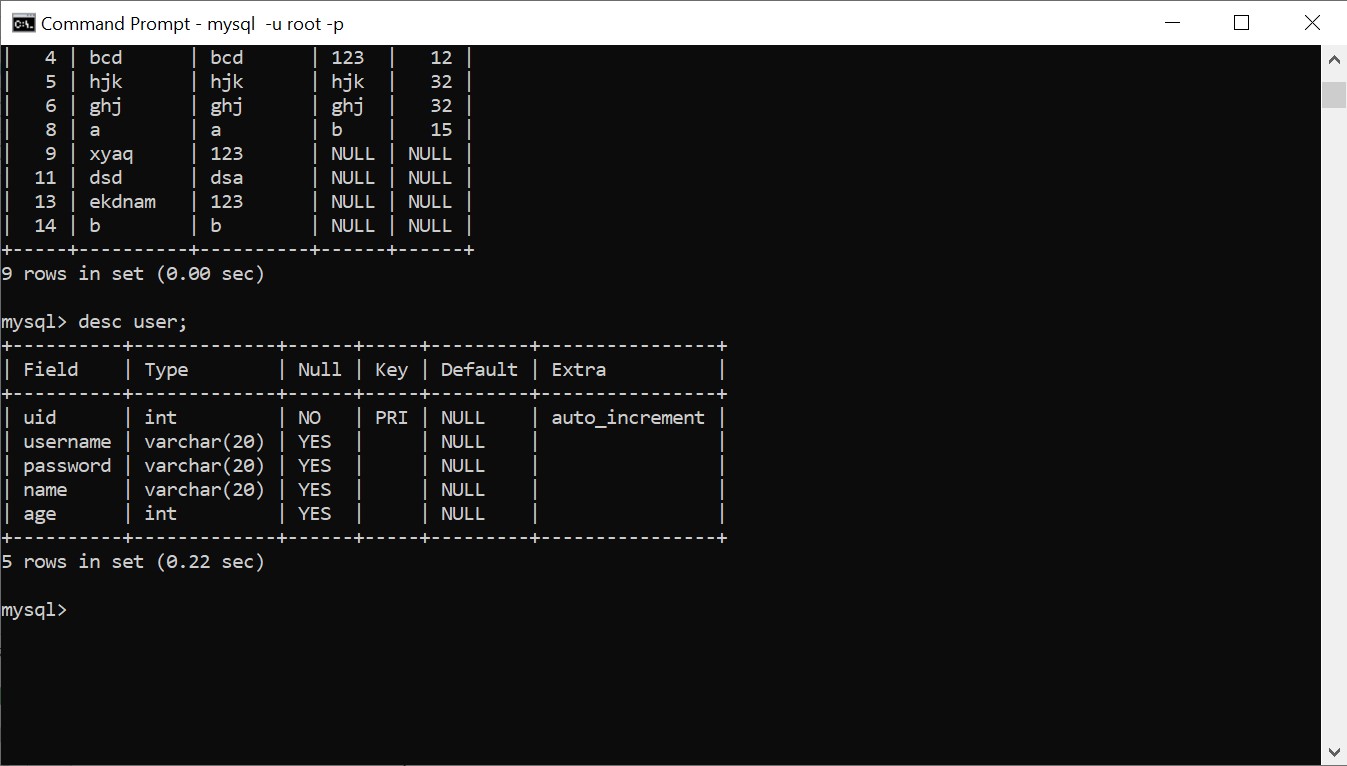 Command Prompt - mysql  -u root -p
|   4 | bcd      | bcd      | 123  |   12 |
|   5 | hjk      | hjk      | hjk  |   32 |
|   6 | ghj      | ghj      | ghj  |   32 |
|   8 | a        | a        | b    |   15 |
|   9 | xyaq     | 123      | NULL | NULL |
|  11 | dsd      | dsa      | NULL | NULL |
|  13 | ekdnam   | 123      | NULL | NULL |
|  14 | b        | b        | NULL | NULL |
+-----+----------+----------+------+------+
9 rows in set (0.00 sec)
mysql> desc user;
+----------+-------------+------+-----+---------+----------------+
| Field    | Type        | Null | Key | Default | Extra          |
+----------+-------------+------+-----+---------+----------------+
| uid      | int         | NO   | PRI | NULL    | auto_increment |
| username | varchar(20) | YES  |     | NULL    |                |
| password | varchar(20) | YES  |     | NULL    |                |
| name     | varchar(20) | YES  |     | NULL    |                |
| age      | int         | YES  |     | NULL    |                |
+----------+-------------+------+-----+---------+----------------+
5 rows in set (0.22 sec)
mysql>